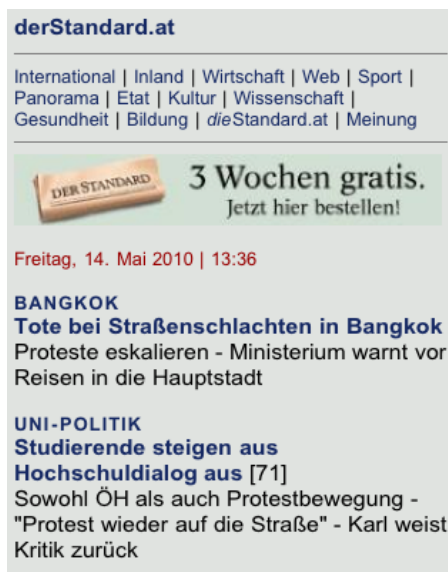 derStandard.at
International | Inland | Wirtschaft | Web | Sport |
Panorama | Etat | Kultur | Wissenschaft |
Gesundheit | Bildung | dieStandard.at | Meinung
DER STANDARD
3 Wochen gratis.
Jetzt hier bestellen!
Freitag, 14. Mai 2010 | 13:36
BANGKOK
Tote bei Straßenschlachten in Bangkok
Proteste eskalieren - Ministerium warnt vor
Reisen in die Hauptstadt
UNI-POLITIK
Studierende steigen aus
Hochschuldialog aus [71]
Sowohl ÖH als auch Protestbewegung -
"Protest wieder auf die Straße" - Karl weist
Kritik zurück